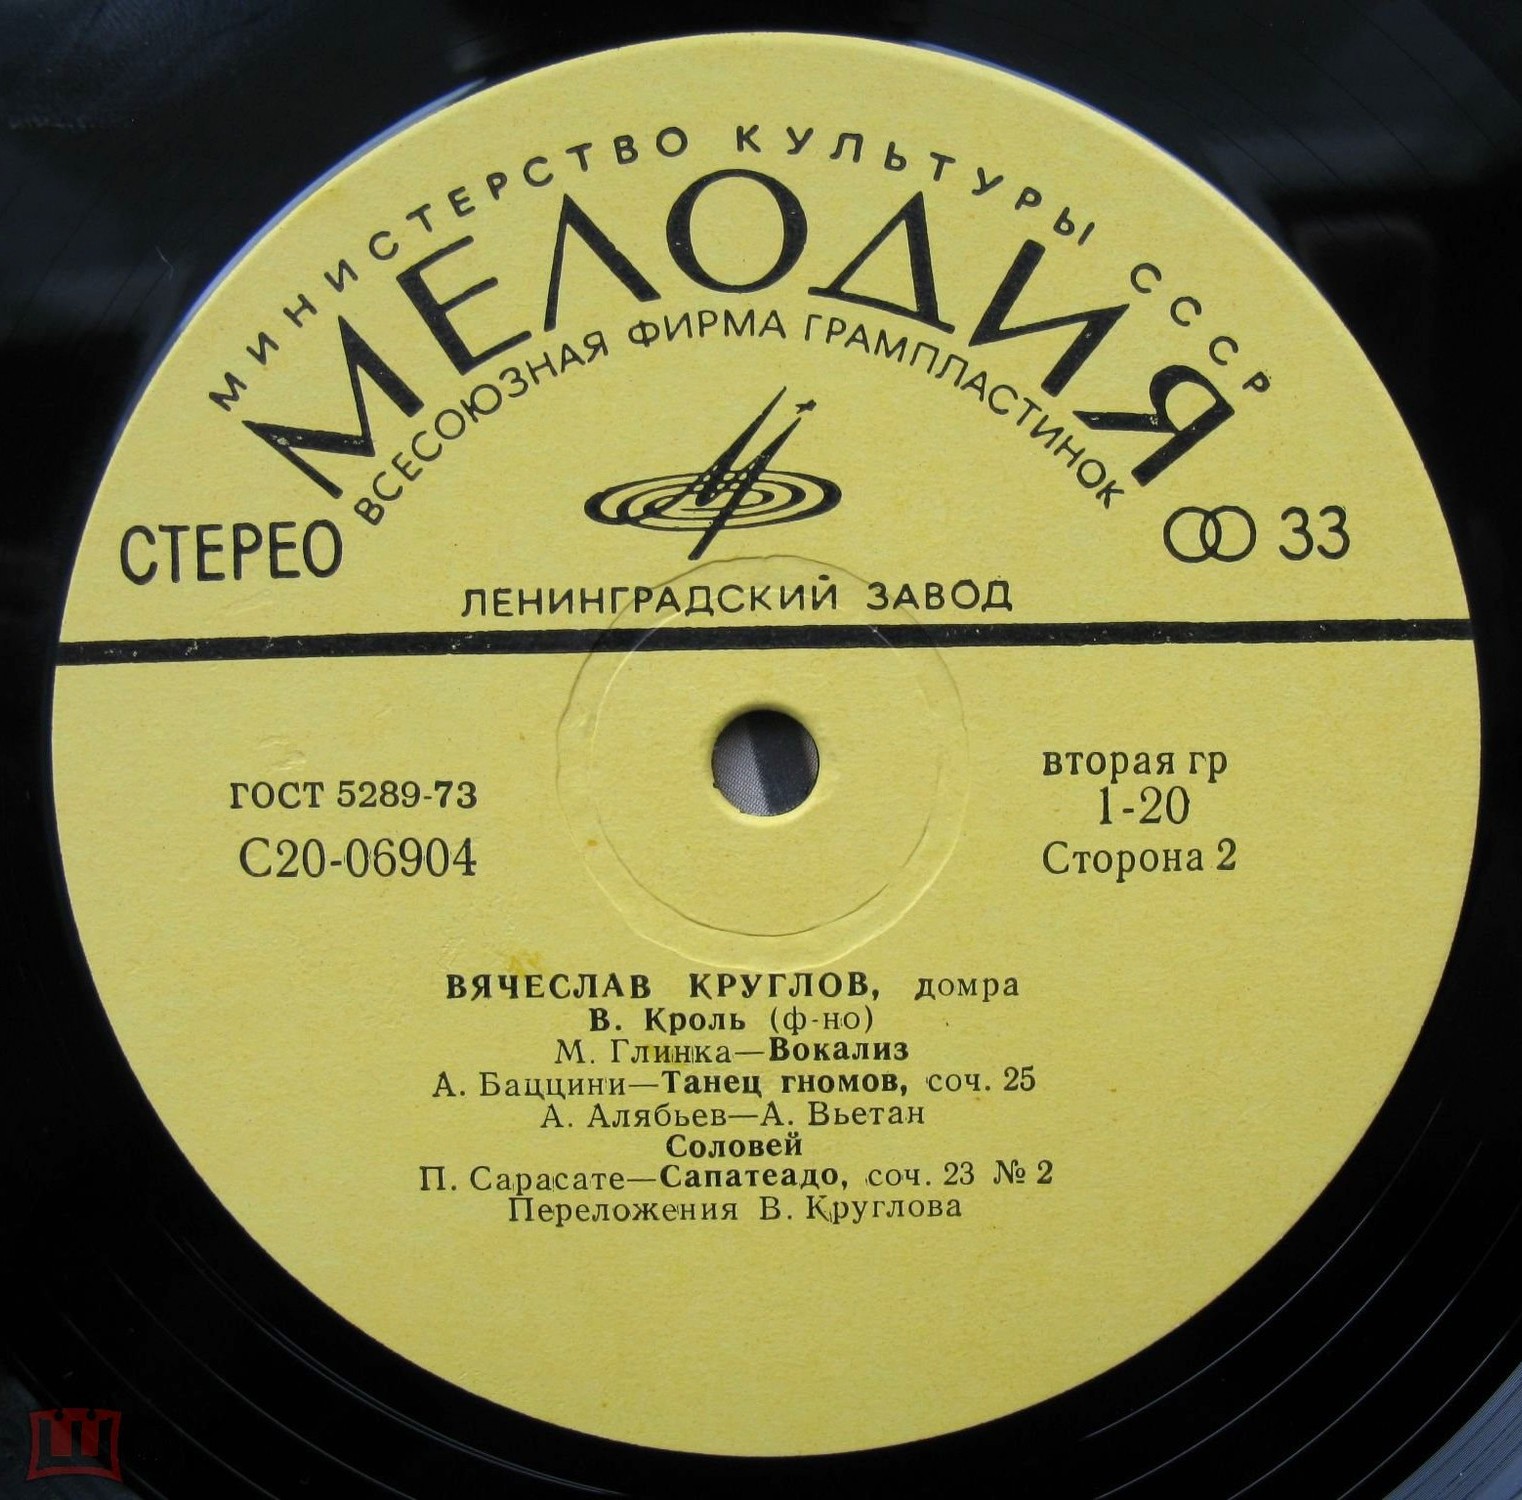 МИНИСТЕРСТВО КУЛЬТУРЫ СССР
МЕЛОДИЯ
ВСЕСОЮЗНАЯ ФИРМА ГРАМПЛАСТИНОК
СТЕРЕО
33
ЛЕНИНГРАДСКИЙ ЗАВОД
ГОСТ 5289-73
С20-06904
вторая гр
1-20
Сторона 2
ВЯЧЕСЛАВ КРУГЛОВ, домра
В. Кроль (ф-но)
М. Глинка—Вокализ
А. Баццини—Танец гномов, соч. 25
А. Алябьев—А. Вьетан
Соловей
П. Сарасате—Сапатеадо, соч. 23 № 2
Переложения В. Круглова